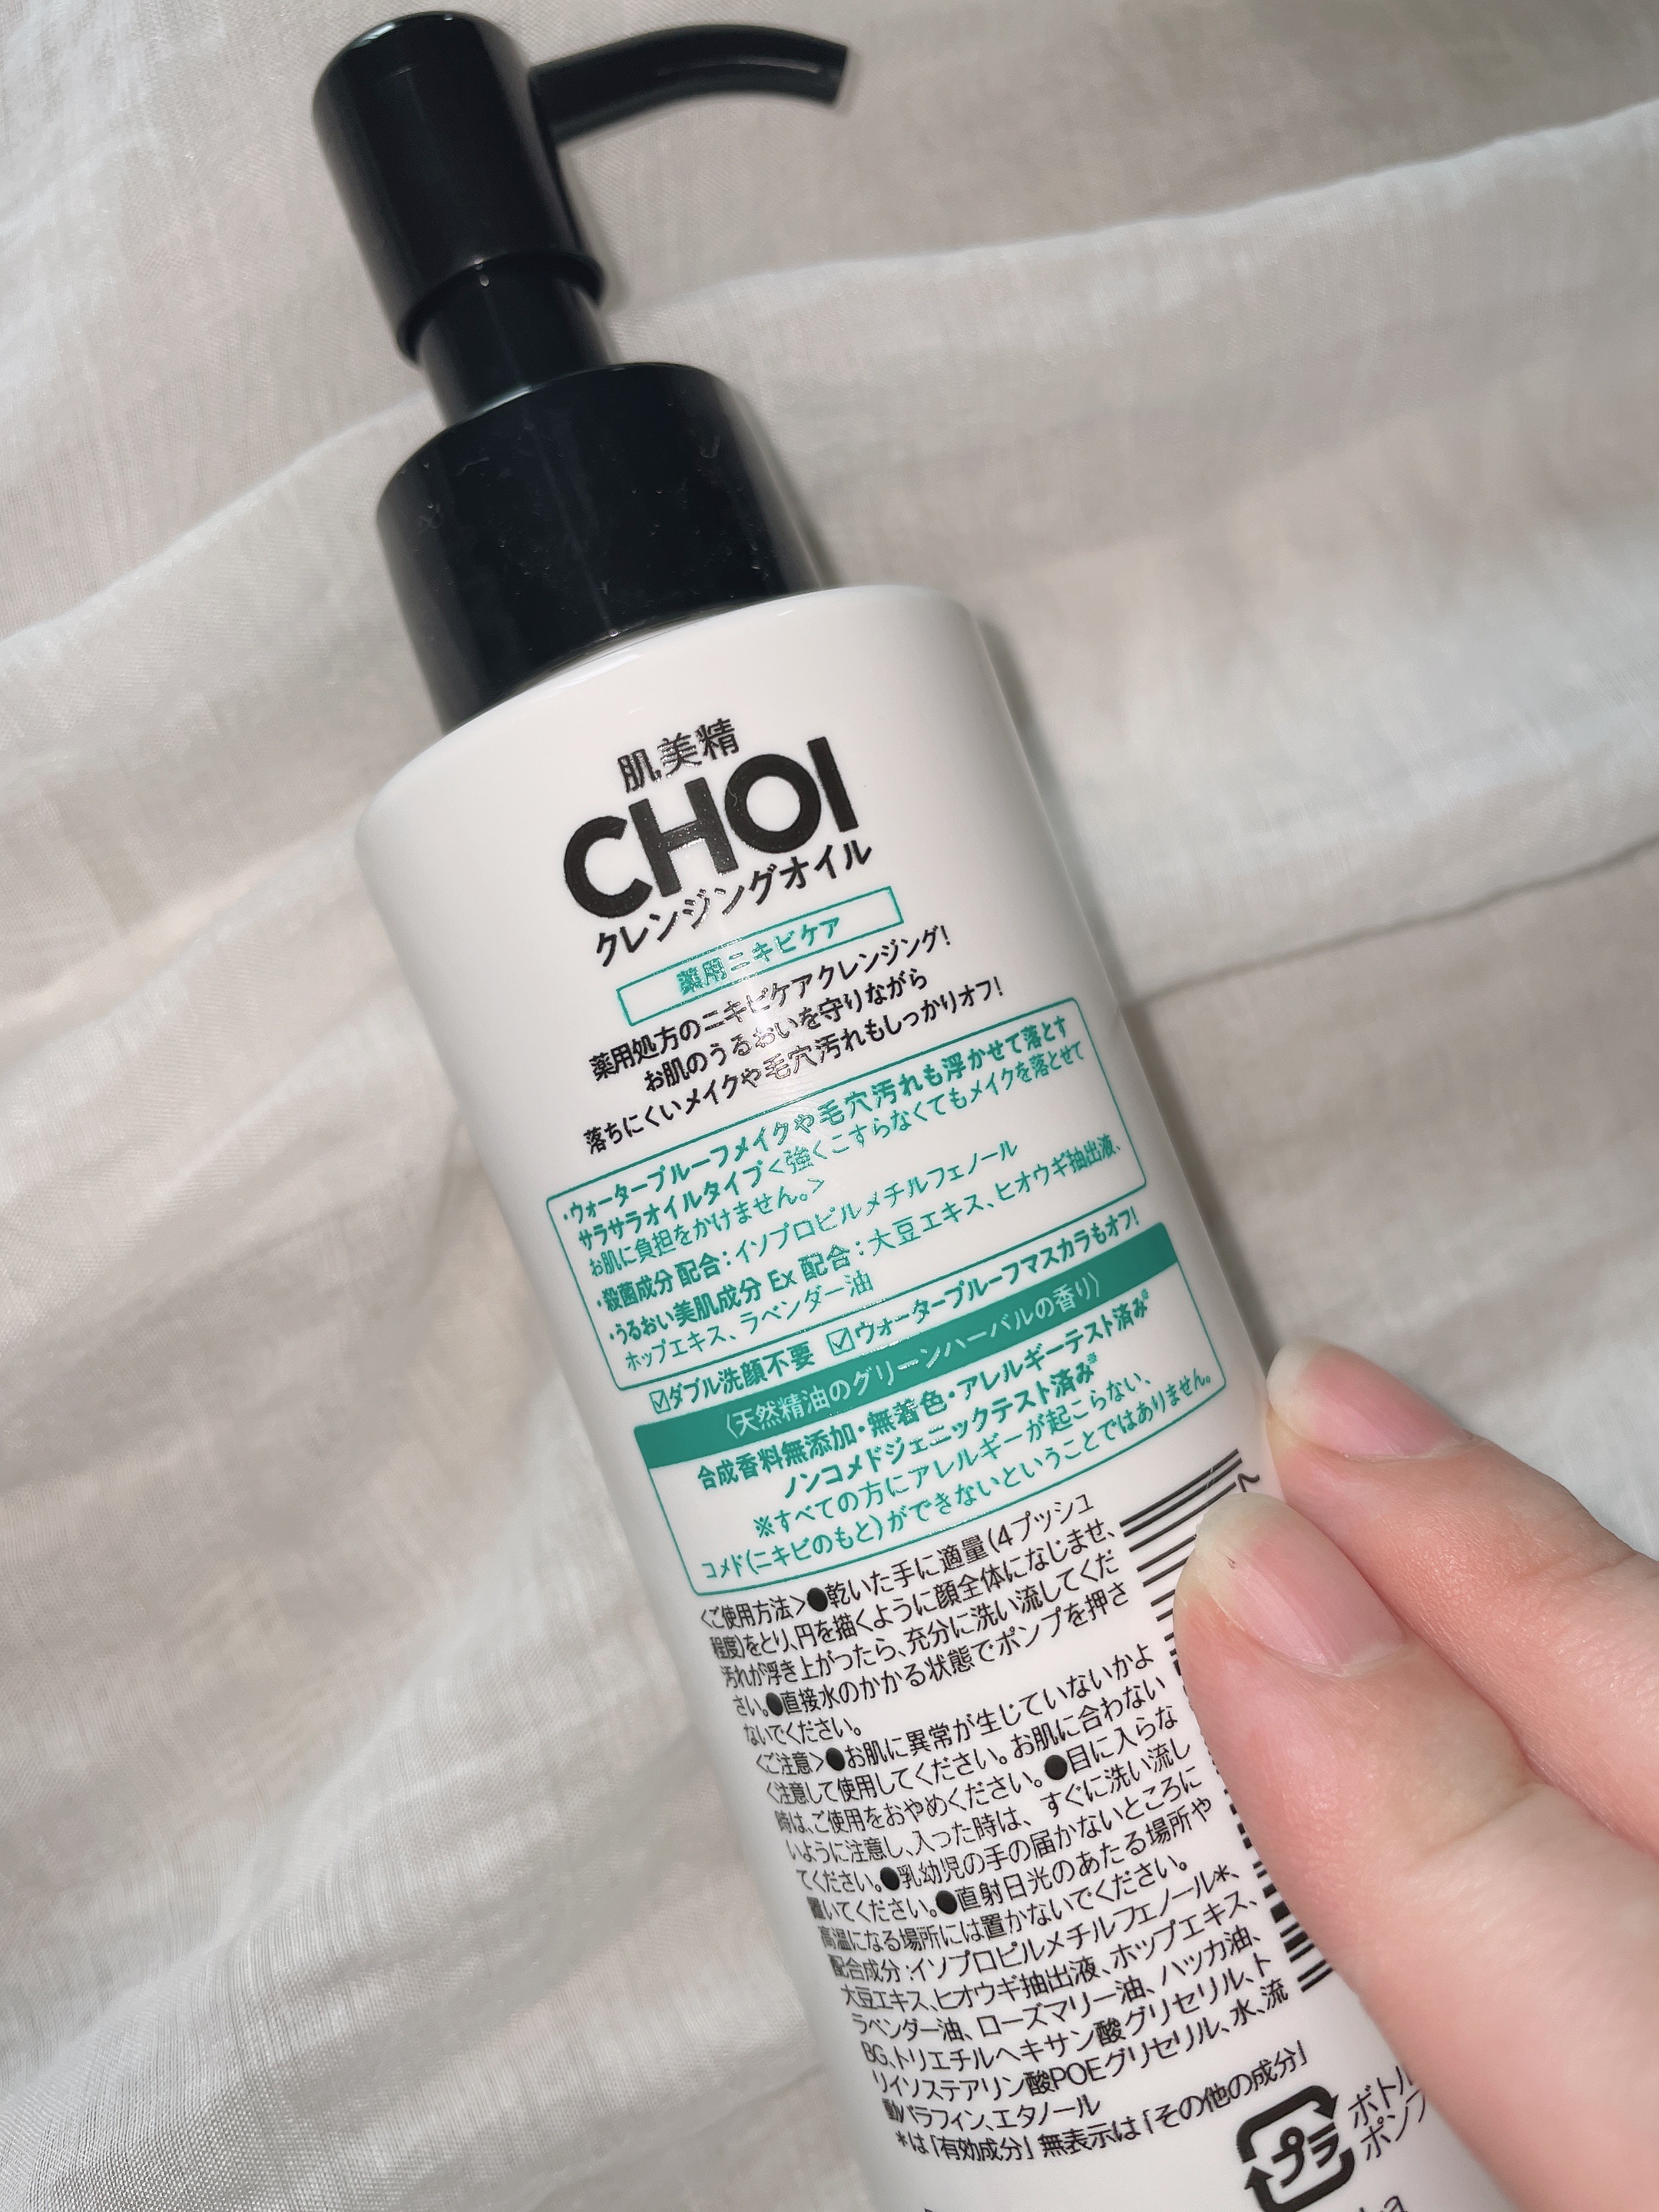 肌美精
CHOI
クレンジングオイル
薬用ニキビケア
薬用処方のニキビケアクレンジング!
お肌のうるおいを守りながら
落ちにくいメイクや毛穴汚れもしっかりオフ!
・ウォータープルーフメイクや毛穴汚れも浮かせて落とす
サラサラオイルタイプ<強くこすらなくてもメイクを落とせて
お肌に負担をかけません。>
・殺菌成分 配合：イソプロピルメチルフェノール
・うるおい美肌成分 Ex 配合：大豆エキス、ヒオウギ抽出液、
ホップエキス、ラベンダー油
☑ダブル洗顔不要 ☑ウォータープルーフマスカラもオフ!
〈天然精油のグリーンハーバルの香り〉
合成香料無添加・無着色・アレルギーテスト済み※
ノンコメドジェニックテスト済み※
※すべての方にアレルギーが起こらない、
コメド(ニキビのもと)ができないということではありません。
<ご使用方法>●乾いた手に適量(4プッシュ
程度)をとり、円を描くように顔全体になじませ、
汚れが浮き上がったら、充分に洗い流してくだ
さい。●直接水のかかる状態でポンプを押さ
ないでください。
<ご注意>●お肌に異常が生じていないかよ
く注意して使用してください。お肌に合わない
時は、ご使用をおやめください。●目に入らな
いように注意し、入った時は、すぐに洗い流し
てください。●乳幼児の手の届かないところに
置いてください。●直射日光のあたる場所や
高温になる場所には置かないでください。
配合成分：イソプロピルメチルフェノール*、
大豆エキス、ヒオウギ抽出液、ホップエキス、
ラベンダー油、ローズマリー油、ハッカ油、
BG、トリエチルヘキサン酸グリセリル、ト
リイソステアリン酸POEグリセリル、水、流
動パラフィン、エタノール
*は「有効成分」無表示は「その他の成分」
プラ
ボトル
ポンプ